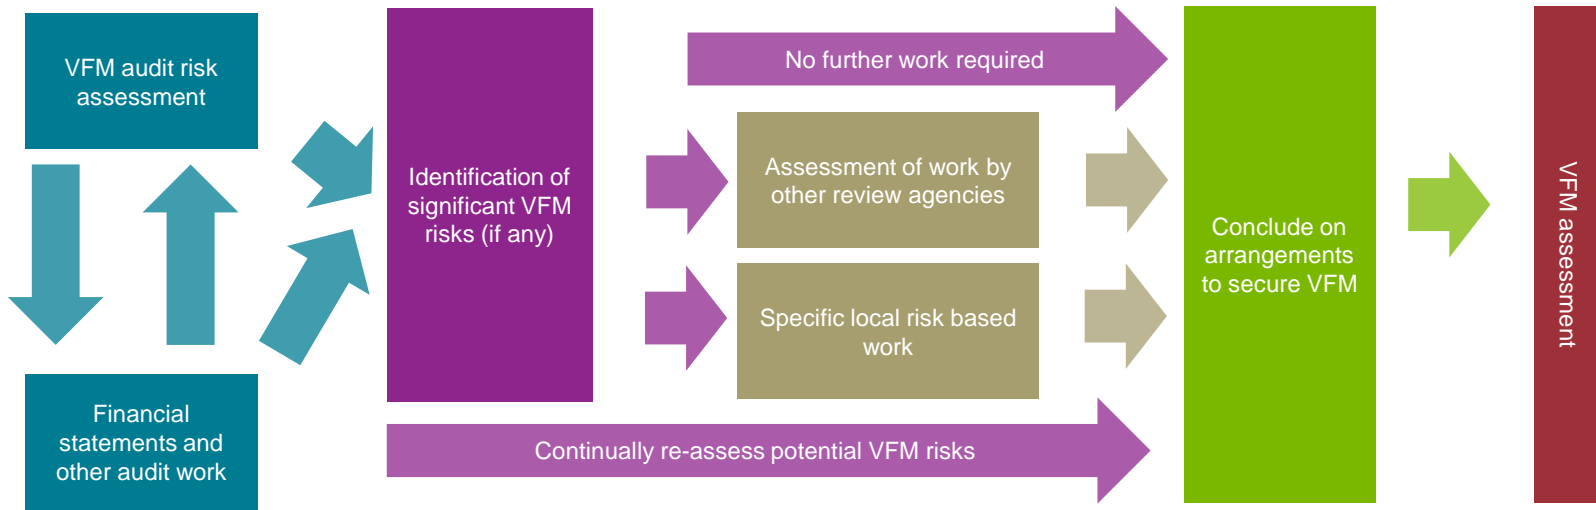 VFM audit risk
assessment
Financial
statements and
other audit work
Identification of
significant VFM
risks (if any)
No further work required
Assessment of work by
other review agencies
Specific local risk based
work
Continually re-assess potential VFM risks
Conclude on
arrangements
to secure VFM
VFM assessment